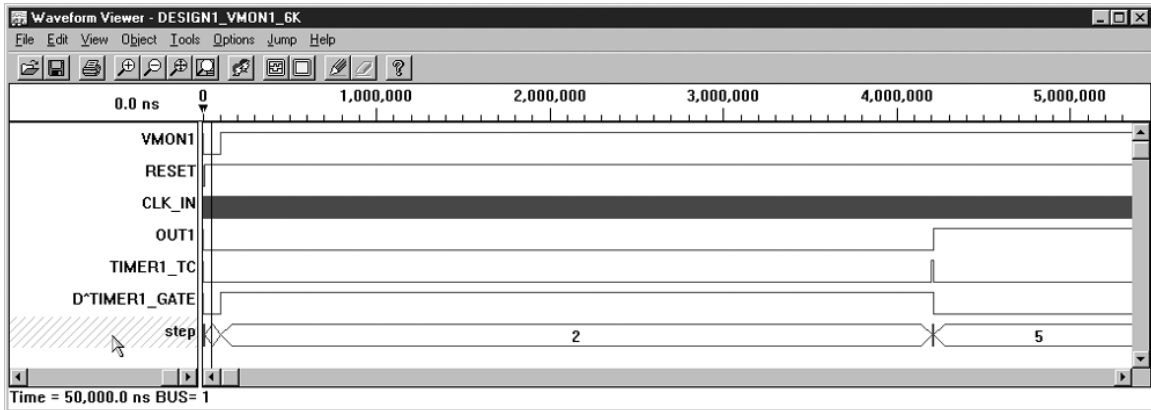 Waveform Viewer - DESIGN1_VMON1_6K
File Edit View Object Tools Options Jump Help
0.0 ns 0 1,000,000 2,000,000 3,000,000 4,000,000 5,000,000
VMON1
RESET
CLK_IN
OUT1
TIMER1_TC
D^TIMER1_GATE
step 2 5
Time = 50,000.0 ns BUS= 1